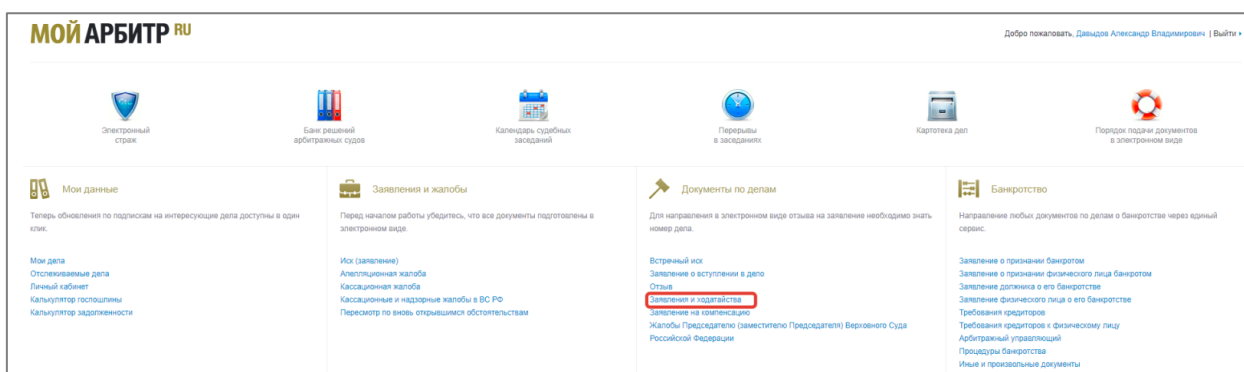 МОЙ АРБИТР RU
Добро пожаловать, Давыдов Александр Владимирович | Выйти
Электронный
страж
Банк решений
арбитражных судов
Календарь судебных
заседаний
Перерывы
в заседаниях
Картотека дел
Порядок подачи документов
в электронном виде
Мои данные
Теперь обновления по подпискам на интересующие дела доступны в один
клик.
Мои дела
Отслеживаемые дела
Личный кабинет
Калькулятор госпошлины
Калькулятор задолженности
Заявления и жалобы
Перед началом работы убедитесь, что все документы подготовлены в
электронном виде.
Иск (заявление)
Апелляционная жалоба
Кассационная жалоба
Кассационные и надзорные жалобы в ВС РФ
Пересмотр по вновь открывшимся обстоятельствам
Документы по делам
Для направления в электронном виде отзыва на заявление необходимо знать
номер дела.
Встречный иск
Заявление о вступлении в дело
Отзыв
Заявления и ходатайства
Заявление на компенсацию
Жалобы Председателю (заместителю Председателя) Верховного Суда
Российской Федерации
Банкротство
Направление любых документов по делам о банкротстве через единый
сервис.
Заявление о признании банкротом
Заявление о признании физического лица банкротом
Заявление должника о его банкротстве
Заявление физического лица о его банкротстве
Требования кредиторов
Требования кредиторов к физическому лицу
Арбитражный управляющий
Процедуры банкротства
Иные и произвольные документы